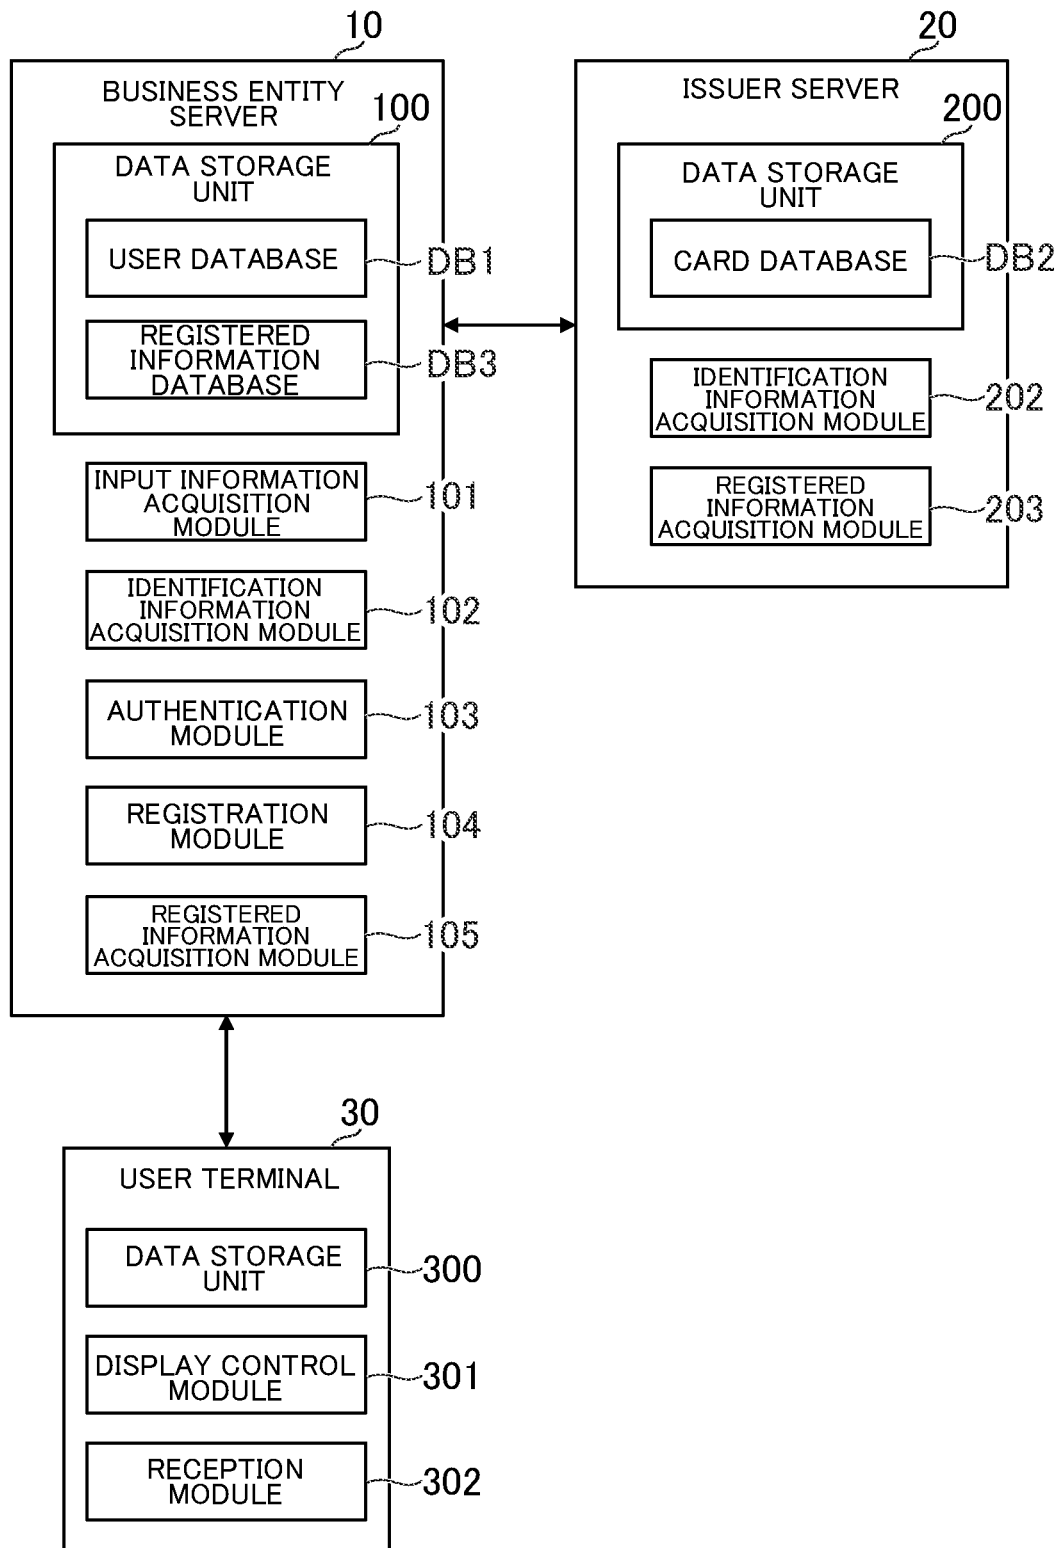 10
BUSINESS ENTITY
SERVER
100
DATA STORAGE
UNIT
USER DATABASE
DB1
REGISTERED
INFORMATION
DATABASE
DB3
INPUT INFORMATION
ACQUISITION
MODULE
101
IDENTIFICATION
INFORMATION
ACQUISITION MODULE
102
AUTHENTICATION
MODULE
103
REGISTRATION
MODULE
104
REGISTERED
INFORMATION
ACQUISITION MODULE
105
20
ISSUER SERVER
200
DATA STORAGE
UNIT
CARD DATABASE
DB2
IDENTIFICATION
INFORMATION
ACQUISITION MODULE
202
REGISTERED
INFORMATION
ACQUISITION MODULE
203
30
USER TERMINAL
DATA STORAGE
UNIT
300
DISPLAY CONTROL
MODULE
301
RECEPTION
MODULE
302